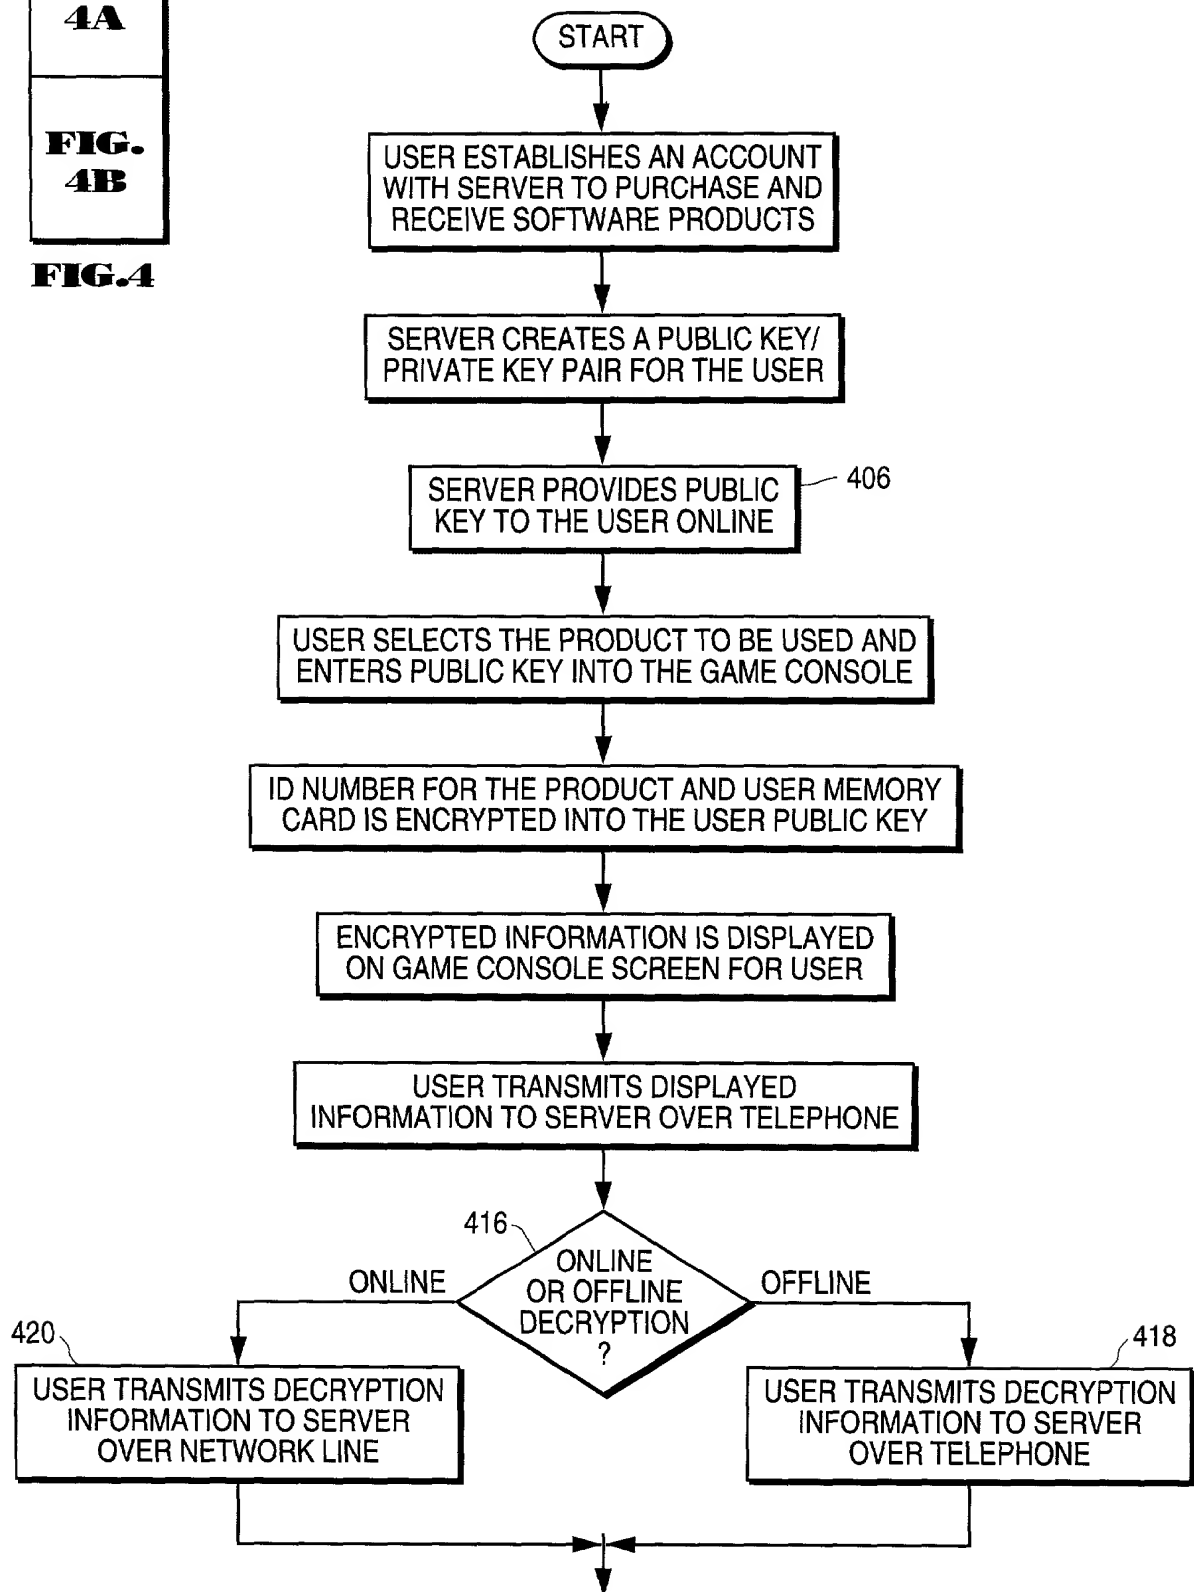 4A
FIG.
4B
FIG.4
START
USER ESTABLISHES AN ACCOUNT
WITH SERVER TO PURCHASE AND
RECEIVE SOFTWARE PRODUCTS
SERVER CREATES A PUBLIC KEY/
PRIVATE KEY PAIR FOR THE USER
406
SERVER PROVIDES PUBLIC
KEY TO THE USER ONLINE
USER SELECTS THE PRODUCT TO BE USED AND
ENTERS PUBLIC KEY INTO THE GAME CONSOLE
ID NUMBER FOR THE PRODUCT AND USER MEMORY
CARD IS ENCRYPTED INTO THE USER PUBLIC KEY
ENCRYPTED INFORMATION IS DISPLAYED
ON GAME CONSOLE SCREEN FOR USER
USER TRANSMITS DISPLAYED
INFORMATION TO SERVER OVER TELEPHONE
416
ONLINE
OR OFFLINE
DECRYPTION
?
ONLINE
OFFLINE
420
USER TRANSMITS DECRYPTION
INFORMATION TO SERVER
OVER NETWORK LINE
418
USER TRANSMITS DECRYPTION
INFORMATION TO SERVER
OVER TELEPHONE